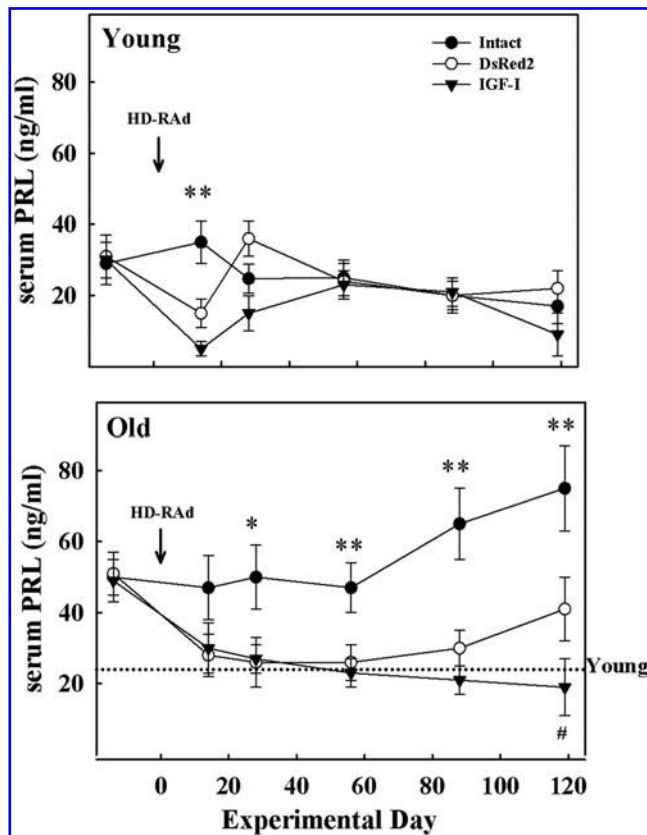 Young
Intact
DsRed2
IGF-I
HD-RAd
**
serum PRL (ng/ml)
80
60
40
20
Old
HD-RAd
*
**
**
**
serum PRL (ng/ml)
80
60
40
20
Young
#
0 20 40 60 80 100 120
Experimental Day